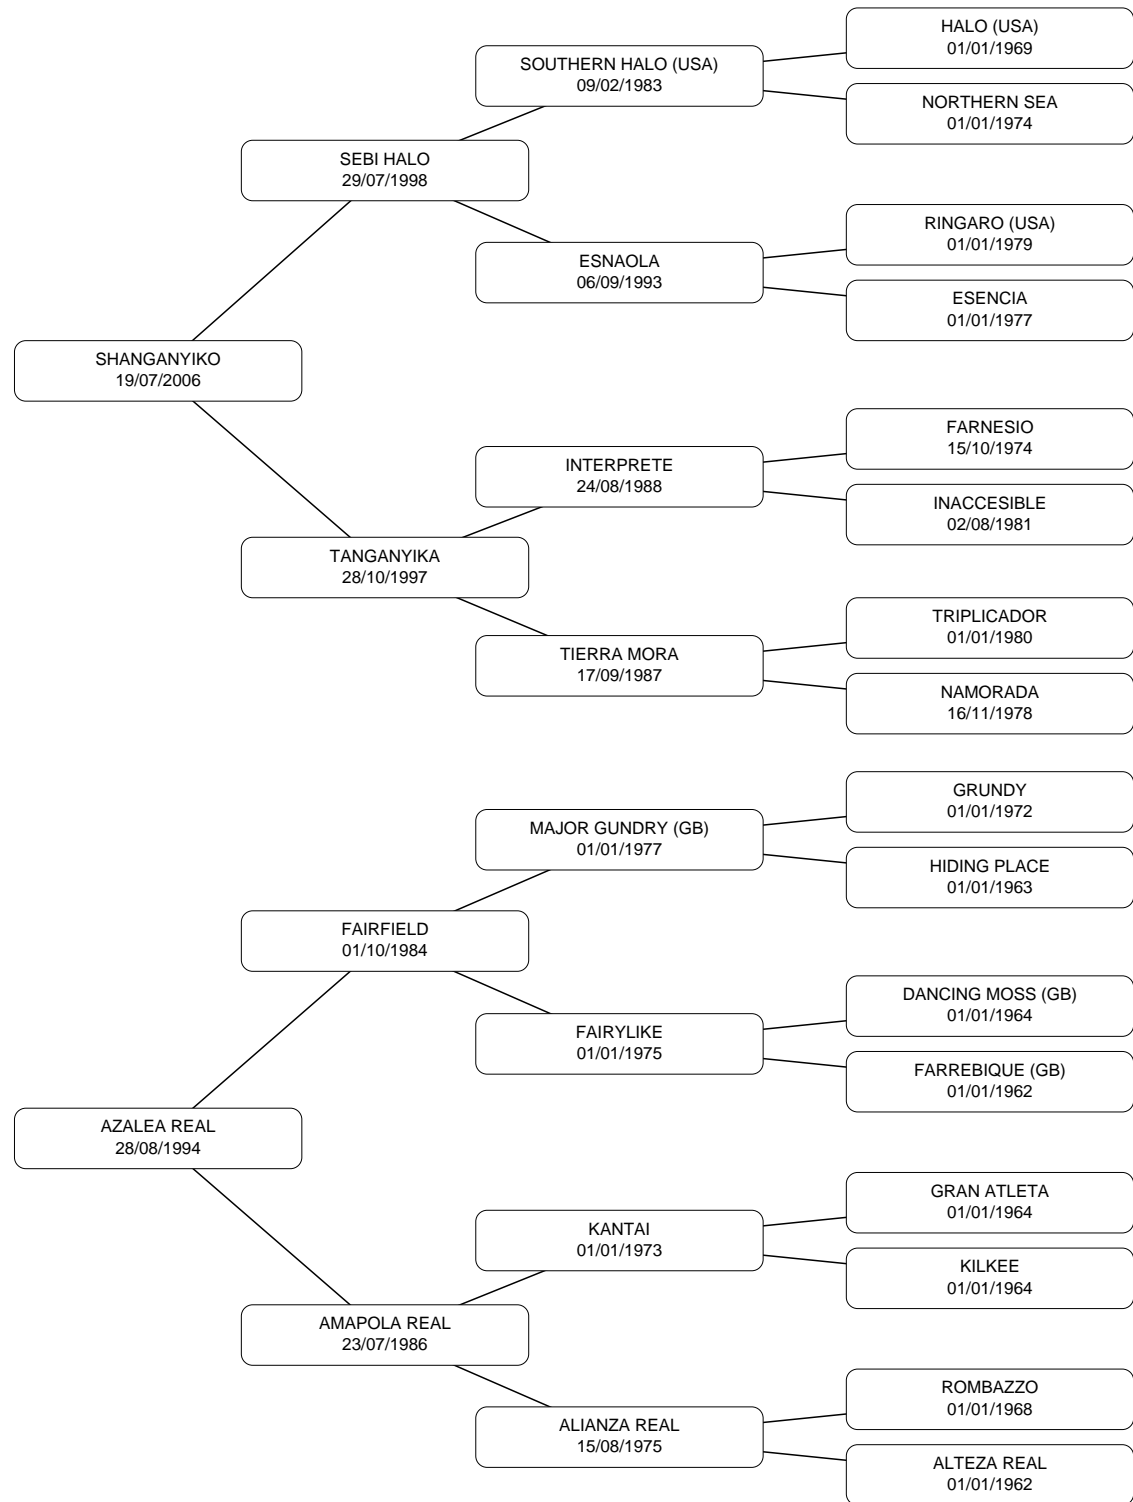 HALO (USA)
01/01/1969
SOUTHERN HALO (USA)
09/02/1983
NORTHERN SEA
01/01/1974
SEBI HALO
29/07/1998
RINGARO (USA)
01/01/1979
ESNAOLA
06/09/1993
ESENCIA
01/01/1977
SHANGANYIKO
19/07/2006
FARNESIO
15/10/1974
INTERPRETE
24/08/1988
INACCESIBLE
02/08/1981
TANGANYIKA
28/10/1997
TRIPLICADOR
01/01/1980
TIERRA MORA
17/09/1987
NAMORADA
16/11/1978
GRUNDY
01/01/1972
MAJOR GUNDRY (GB)
01/01/1977
HIDING PLACE
01/01/1963
FAIRFIELD
01/10/1984
DANCING MOSS (GB)
01/01/1964
FAIRYLIKE
01/01/1975
FARREBIQUE (GB)
01/01/1962
AZALEA REAL
28/08/1994
GRAN ATLETA
01/01/1964
KANTAI
01/01/1973
KILKEE
01/01/1964
AMAPOLA REAL
23/07/1986
ROMBAZZO
01/01/1968
ALIANZA REAL
15/08/1975
ALTEZA REAL
01/01/1962